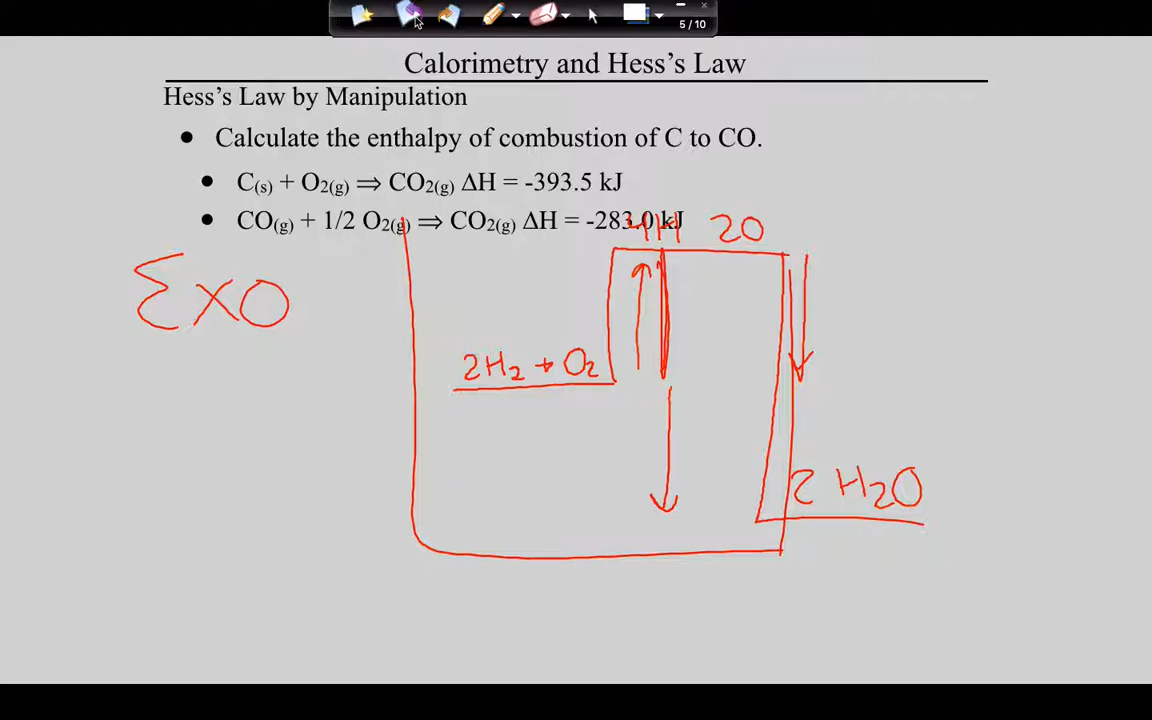 5 / 10
Calorimetry and Hess's Law
Hess's Law by Manipulation
• Calculate the enthalpy of combustion of C to CO.
• C(s) + O2(g) ⇒ CO2(g) ΔH = -393.5 kJ
• CO(g) + 1/2 O2(g) ⇒ CO2(g) ΔH = -283.0 kJ
4H 2O
EXO
2H2 + O2
2 H2O